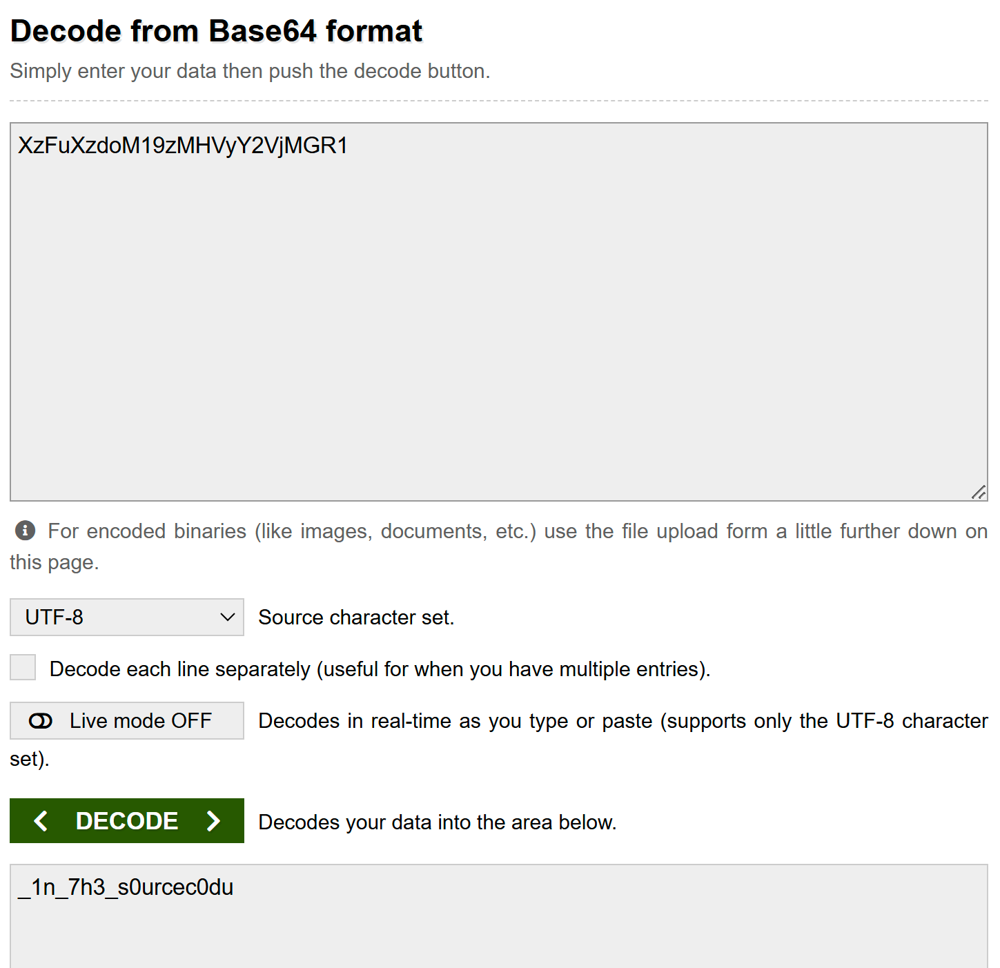 Decode from Base64 format
Simply enter your data then push the decode button.
XzFuXzdoM19zMHVyY2VjMGR1
For encoded binaries (like images, documents, etc.) use the file upload form a little further down on
this page.
UTF-8 Source character set.
Decode each line separately (useful for when you have multiple entries).
Live mode OFF Decodes in real-time as you type or paste (supports only the UTF-8 character
set).
DECODE Decodes your data into the area below.
_1n_7h3_s0urcec0du